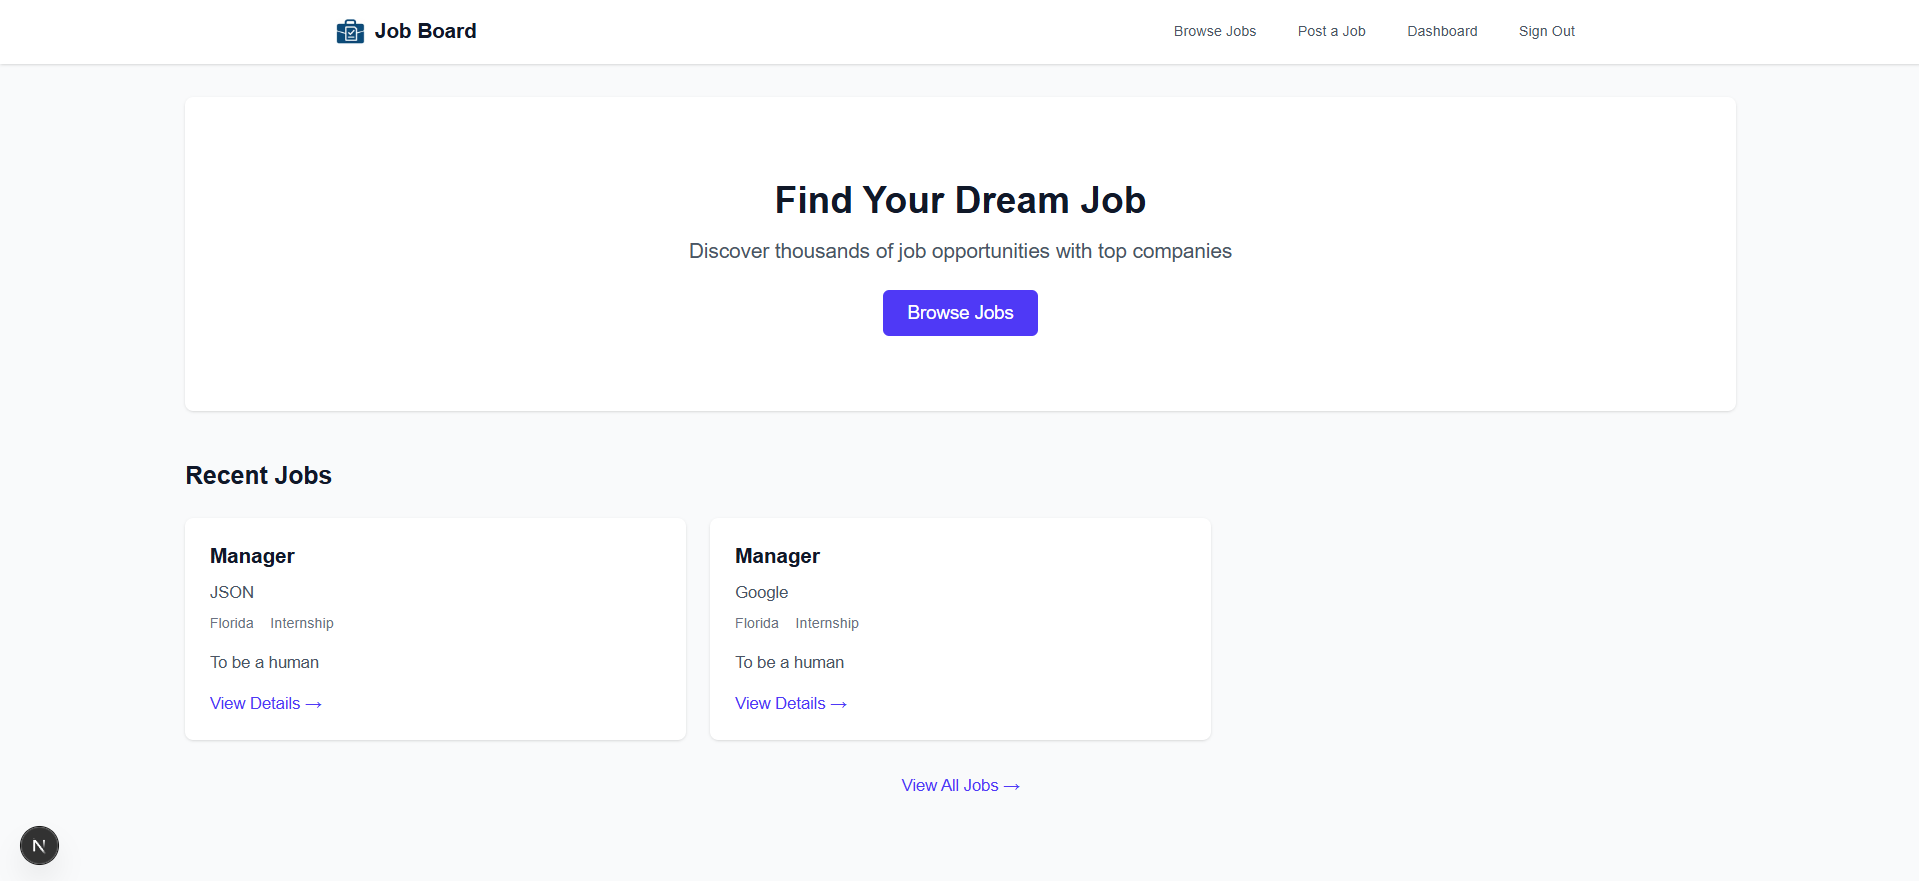 Job Board
Browse Jobs Post a Job Dashboard Sign Out
Find Your Dream Job
Discover thousands of job opportunities with top companies
Browse Jobs
Recent Jobs
Manager
JSON
Florida Internship
To be a human
View Details →
Manager
Google
Florida Internship
To be a human
View Details →
View All Jobs →
N